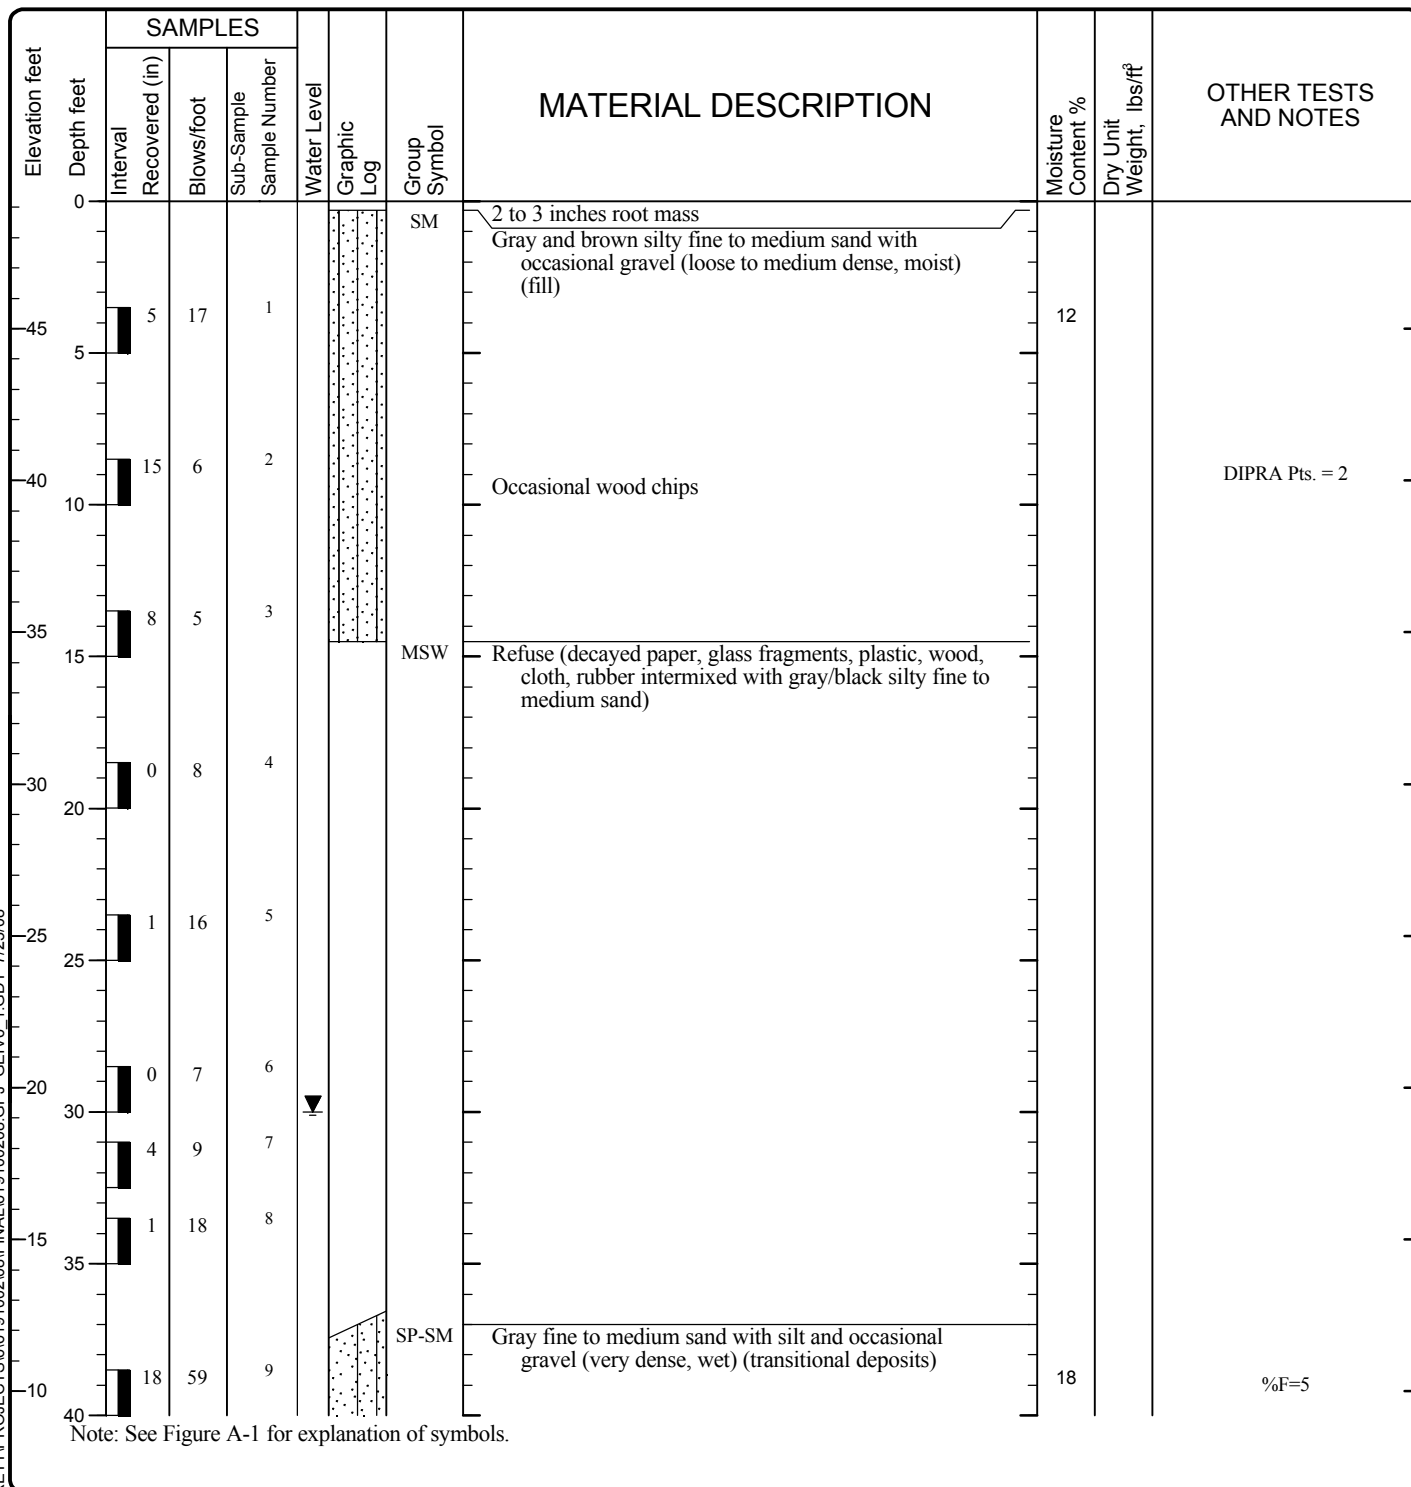 SAMPLES
Elevation feet
Depth feet
Interval
Recovered (in)
Blows/foot
Sub-Sample
Sample Number
Water Level
Graphic
Log
Group
Symbol
MATERIAL DESCRIPTION
Moisture
Content %
Dry Unit
Weight, lbs/ft³
OTHER TESTS
AND NOTES
0
SM
2 to 3 inches root mass
Gray and brown silty fine to medium sand with
occasional gravel (loose to medium dense, moist)
(fill)
45
5 17 1
12
5
40
15 6 2
Occasional wood chips
DIPRA Pts. = 2
10
35
8 5 3
15
MSW
Refuse (decayed paper, glass fragments, plastic, wood,
cloth, rubber intermixed with gray/black silty fine to
medium sand)
30
0 8 4
20
25
1 16 5
25
20
0 7 6
30
4 9 7
15
1 18 8
35
SP-SM
Gray fine to medium sand with silt and occasional
gravel (very dense, wet) (transitional deposits)
10
18 59 9
18
%F=5
40
Note: See Figure A-1 for explanation of symbols.